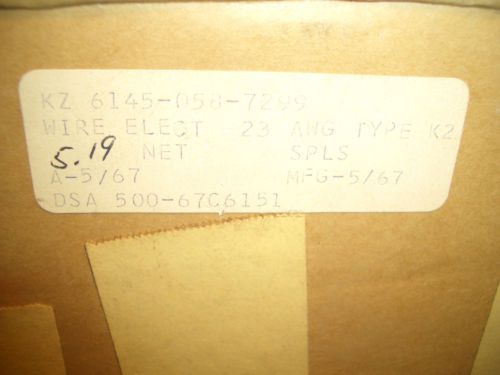 KZ 6145-058-7299
WIRE ELECT 23 AWG TYPE K2
5.19 NET SPLS
A-5/67 MFG-5/67
DSA 500-67C6151